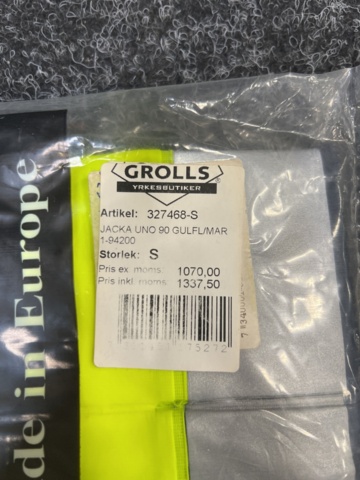 GROLLS
YRKESBUTIKER
Artikel: 327468-S
JACKA UNO 90 GULFL/MAR
1-94200
Storlek: S
Pris ex. moms: 1070,00
Pris inkl. moms: 1337,50
75272
de in Europe